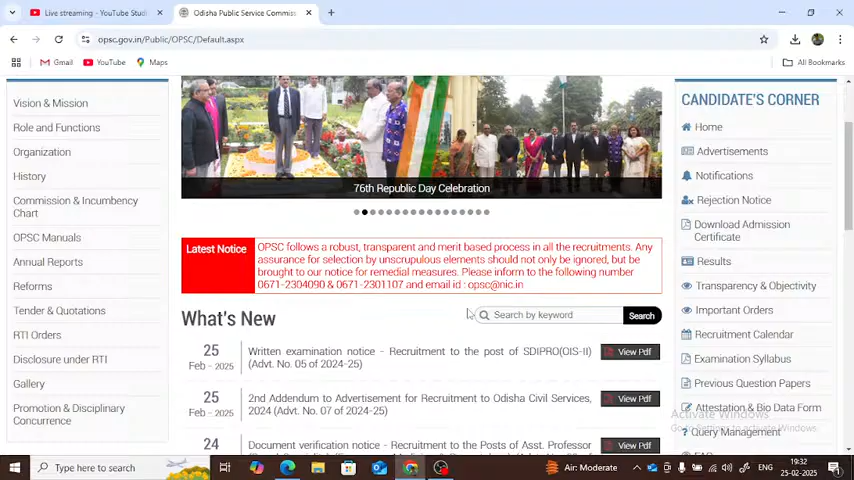 Live streaming - YouTube Studi
Odisha Public Service Commiss
opsc.gov.in/Public/OPSC/Default.aspx
Gmail
YouTube
Maps
All Bookmarks
Vision & Mission
Role and Functions
Organization
History
Commission & Incumbency
Chart
OPSC Manuals
Annual Reports
Reforms
Tender & Quotations
RTI Orders
Disclosure under RTI
Gallery
Promotion & Disciplinary
Concurrence
76th Republic Day Celebration
Latest Notice
OPSC follows a robust, transparent and merit based process in all the recruitments. Any
assurance for selection by unscrupulous elements should not only be ignored, but be
brought to our notice for remedial measures. Please inform to the following number
0671-2304090 & 0671-2301107 and email id : opsc@nic.in
What's New
Search by keyword
Search
25
Feb - 2025
Written examination notice - Recruitment to the post of SDIPRO(OIS-II)
(Advt. No. 05 of 2024-25)
View Pdf
25
Feb - 2025
2nd Addendum to Advertisement for Recruitment to Odisha Civil Services,
2024 (Advt. No. 07 of 2024-25)
View Pdf
24
Document verification notice - Recruitment to the Posts of Asst. Professor
View Pdf
CANDIDATE'S CORNER
Home
Advertisements
Notifications
Rejection Notice
Download Admission
Certificate
Results
Transparency & Objectivity
Important Orders
Recruitment Calendar
Examination Syllabus
Previous Question Papers
Attestation & Bio Data Form
Query Management
Activate Windows
Go to Settings to activate Windows.
Type here to search
Air: Moderate
ENG
19:32
25-02-2025